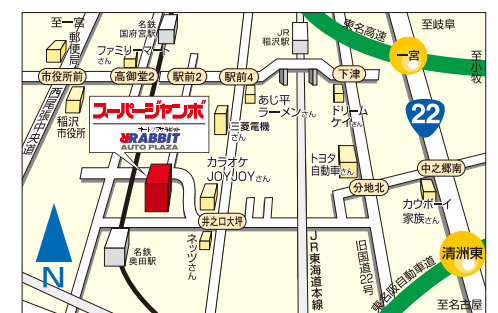 至一宮
郵便局
名鉄
国府宮駅
ファミリーマート
さん
JR
稲沢駅
東名高速
至岐阜
一宮
至小牧
市役所前
高御堂2
駅前2
駅前4
下津
稲沢
市役所
西尾張中央道
スーパージャンボ
RABBIT
AUTO PLAZA
三菱電機
さん
あじ平
ラーメンさん
ドリーム
ケイさん
22
カラオケ
JOYJOYさん
トヨタ
自動車さん
中之郷南
分地北
カウボーイ
家族さん
井之口大坪
名鉄
奥田駅
ネッツさん
JR東海道本線
旧国道22号
東名阪自動車道
清洲東
至名古屋
N